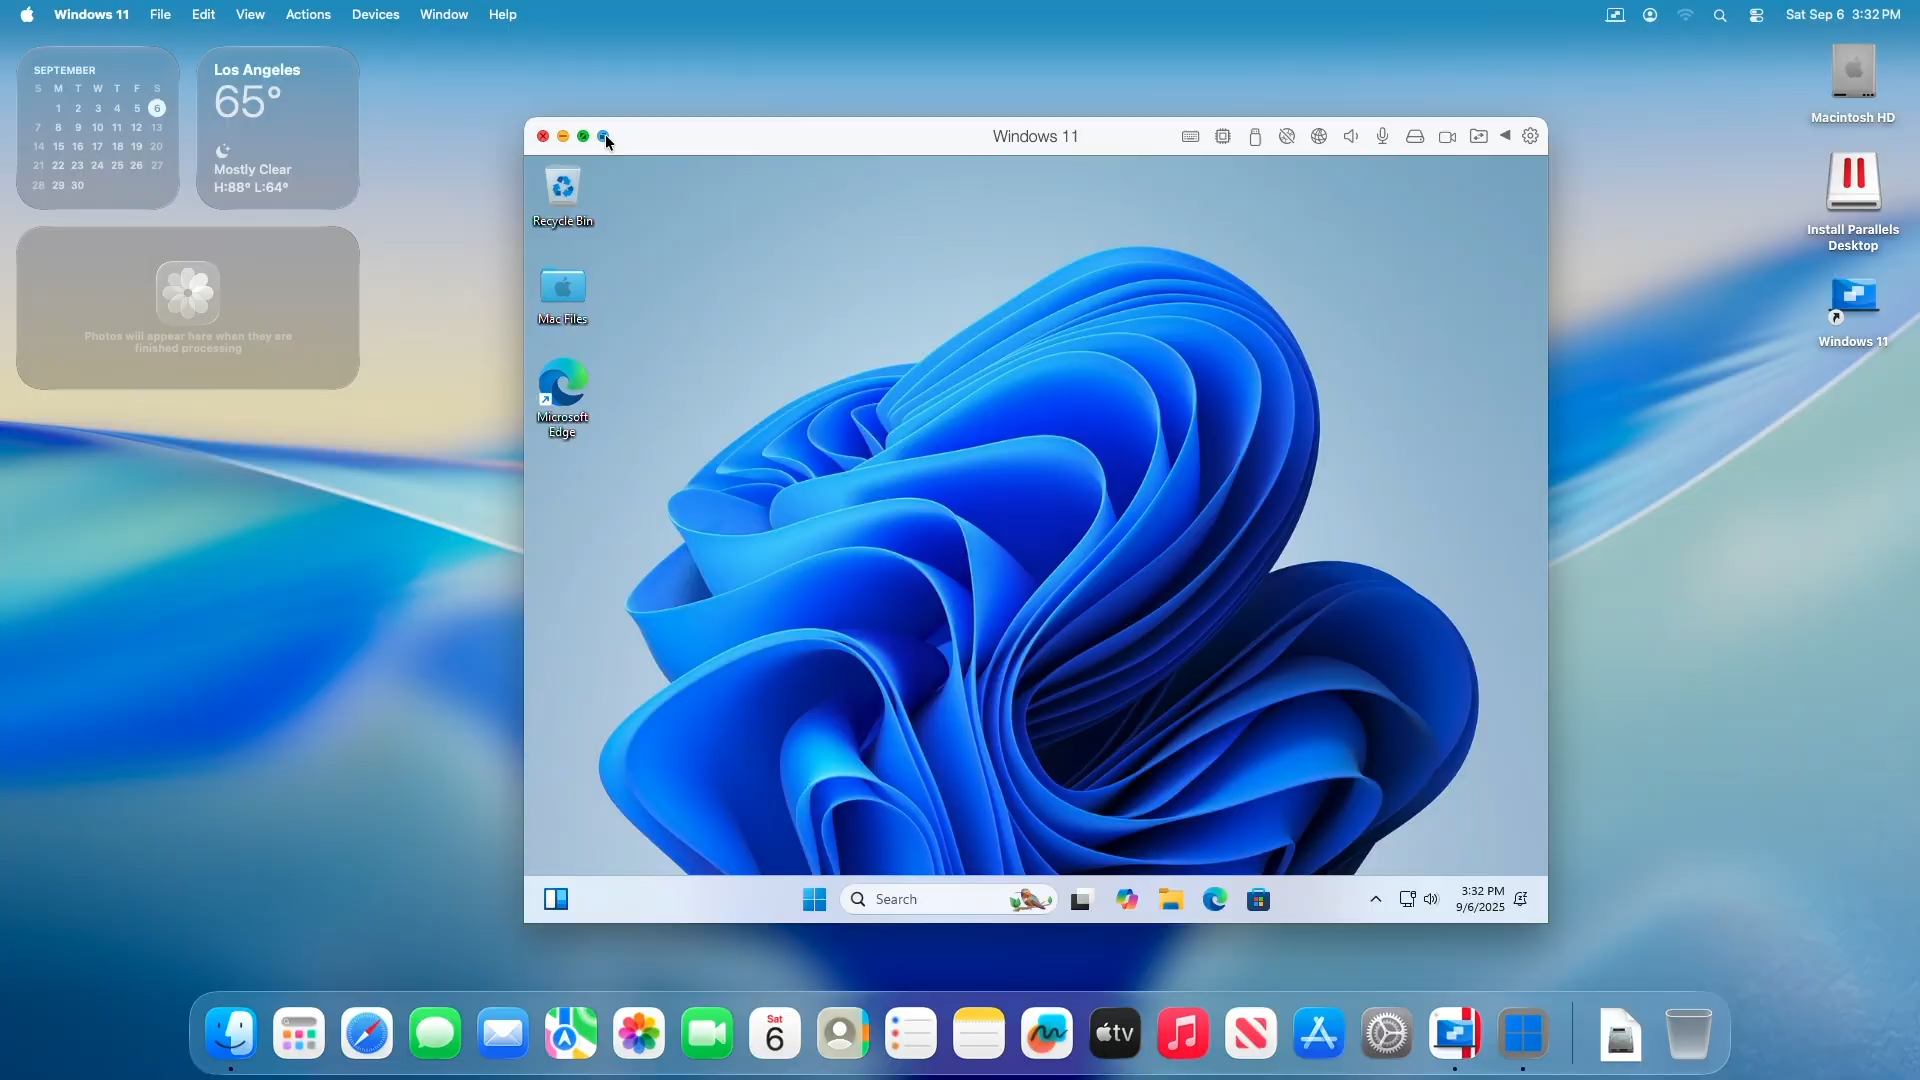 Windows 11 File Edit View Actions Devices Window Help
Sat Sep 6 3:32 PM
SEPTEMBER
S M T W T F S
1 2 3 4 5 6
7 8 9 10 11 12 13
14 15 16 17 18 19 20
21 22 23 24 25 26 27
28 29 30
Los Angeles
65°
Mostly Clear
H:88° L:64°
Photos will appear here when they are
finished processing
Windows 11
Recycle Bin
Mac Files
Microsoft
Edge
Search
3:32 PM
9/6/2025
Macintosh HD
Install Parallels
Desktop
Windows 11
Sat
6
tv